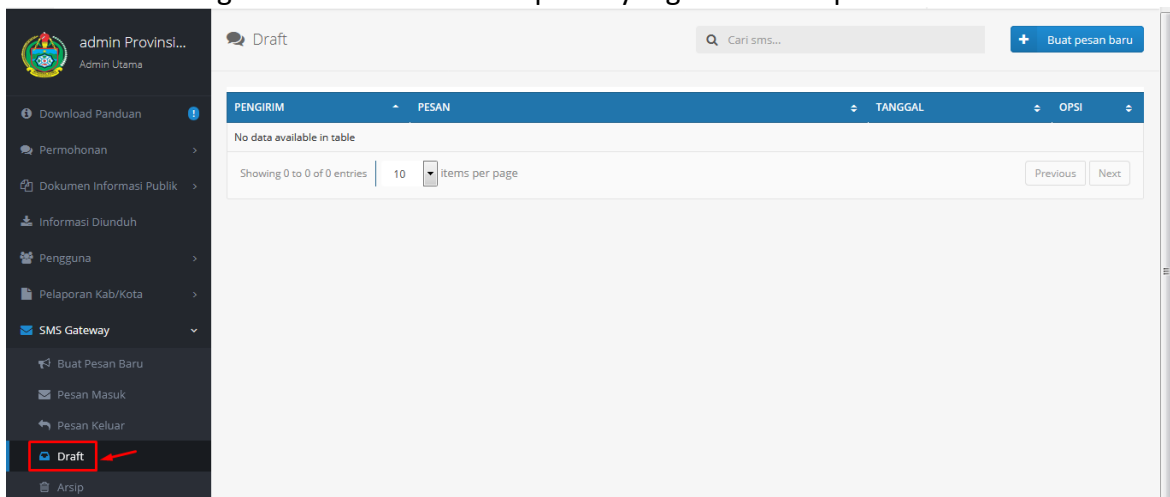 admin Provinsi...
Admin Utama
Download Panduan
Permohonan
Dokumen Informasi Publik
Informasi Diunduh
Pengguna
Pelaporan Kab/Kota
SMS Gateway
Buat Pesan Baru
Pesan Masuk
Pesan Keluar
Draft
Arsip
Draft
Cari sms...
+ Buat pesan baru
PENGIRIM PESAN TANGGAL OPSI
No data available in table
Showing 0 to 0 of 0 entries 10 items per page
Previous Next